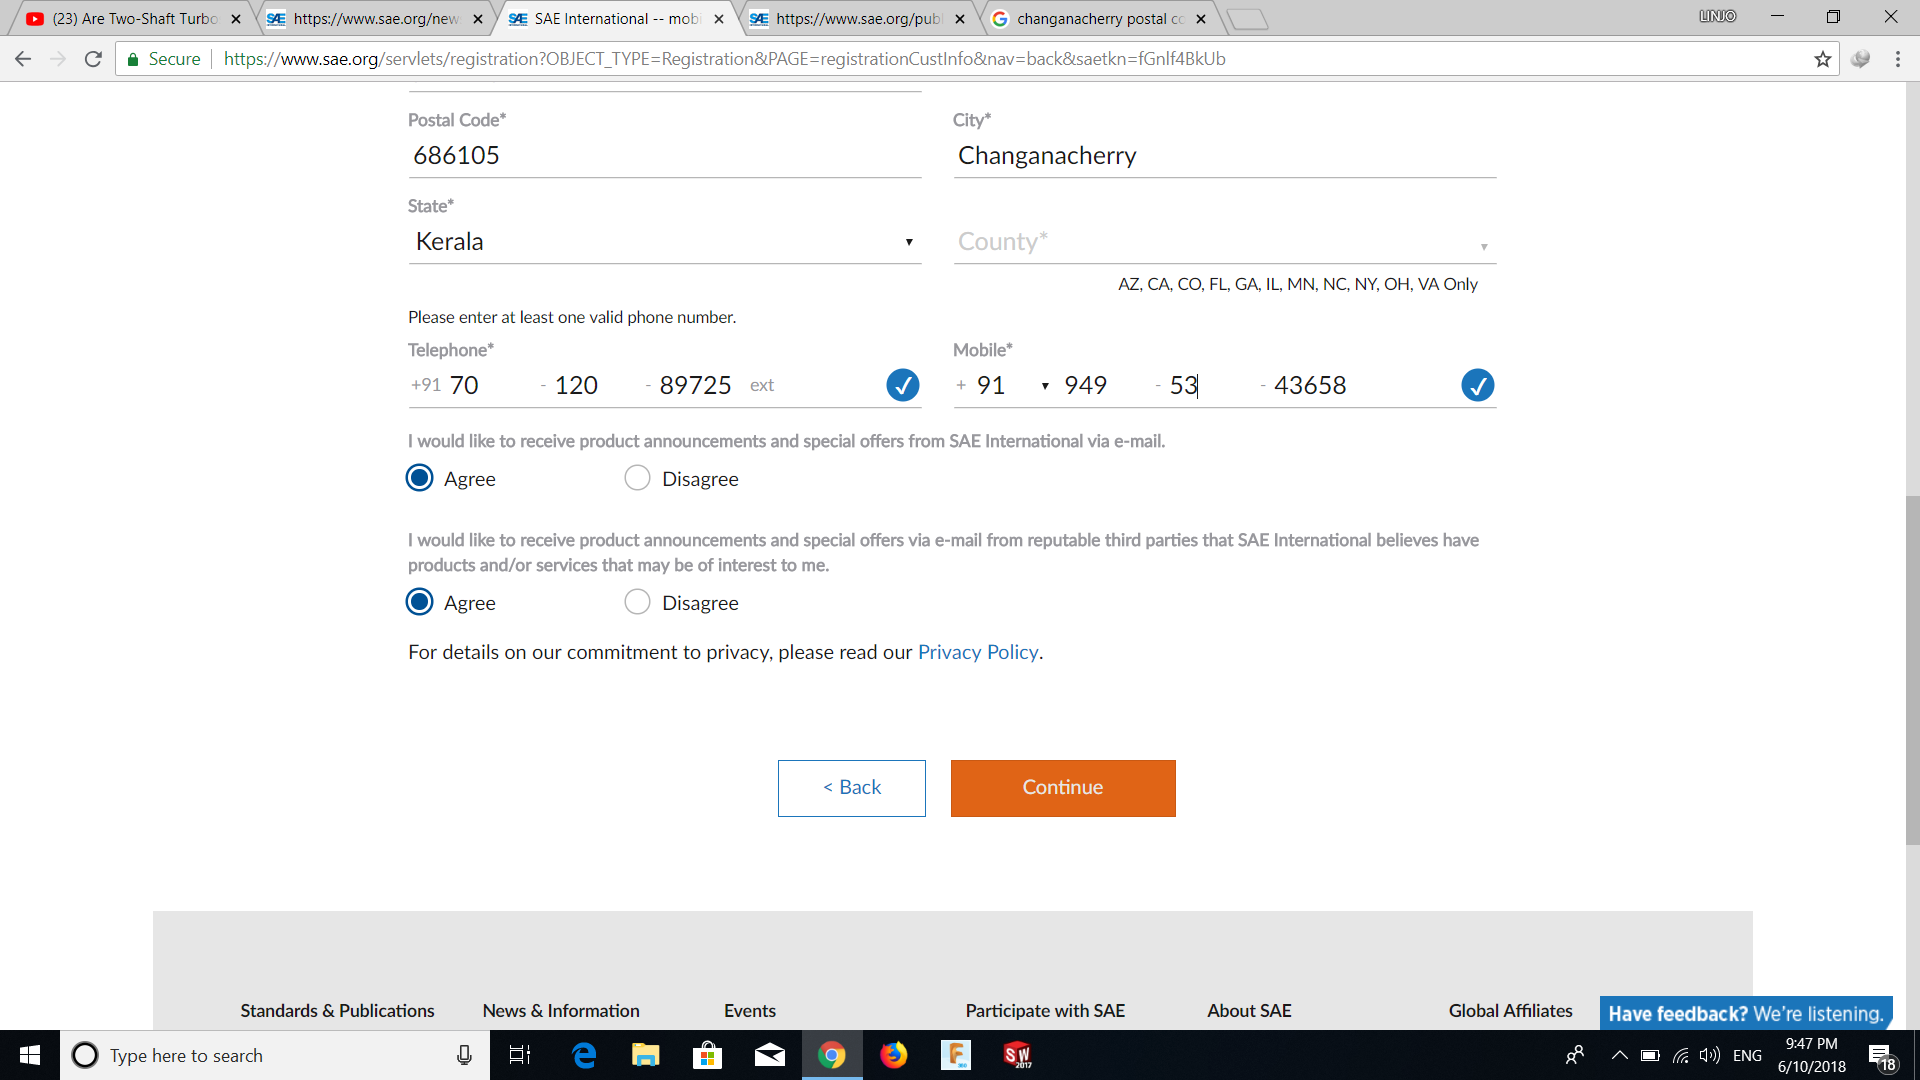 (23) Are Two-Shaft Turbo
https://www.sae.org/new
SAE International -- mobi
https://www.sae.org/publ
changanacherry postal co
LINJO
Secure
https://www.sae.org/servlets/registration?OBJECT_TYPE=Registration&PAGE=registrationCustInfo&nav=back&saetkn=fGnlf4BkUb
Postal Code*
City*
686105
Changanacherry
State*
Kerala
County*
AZ, CA, CO, FL, GA, IL, MN, NC, NY, OH, VA Only
Please enter at least one valid phone number.
Telephone*
Mobile*
+91 70 - 120 - 89725 ext
+ 91 949 - 53 - 43658
I would like to receive product announcements and special offers from SAE International via e-mail.
Agree
Disagree
I would like to receive product announcements and special offers via e-mail from reputable third parties that SAE International believes have
products and/or services that may be of interest to me.
Agree
Disagree
For details on our commitment to privacy, please read our Privacy Policy.
< Back
Continue
Standards & Publications
News & Information
Events
Participate with SAE
About SAE
Global Affiliates
Have feedback? We're listening.
Type here to search
SW
2017
ENG
9:47 PM
6/10/2018
18